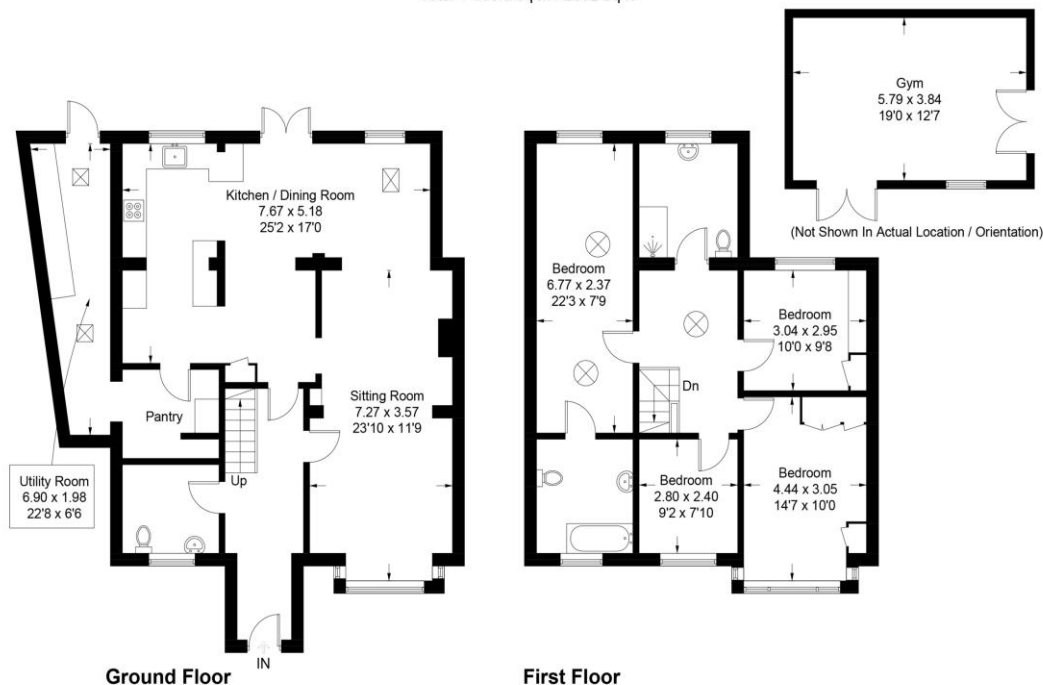 Gym
5.79 x 3.84
19'0 x 12'7
(Not Shown In Actual Location / Orientation)
Kitchen / Dining Room
7.67 x 5.18
25'2 x 17'0
Sitting Room
7.27 x 3.57
23'10 x 11'9
Pantry
Up
Utility Room
6.90 x 1.98
22'8 x 6'6
IN
Ground Floor
Bedroom
6.77 x 2.37
22'3 x 7'9
Bedroom
3.04 x 2.95
10'0 x 9'8
Dn
Bedroom
2.80 x 2.40
9'2 x 7'10
Bedroom
4.44 x 3.05
14'7 x 10'0
First Floor